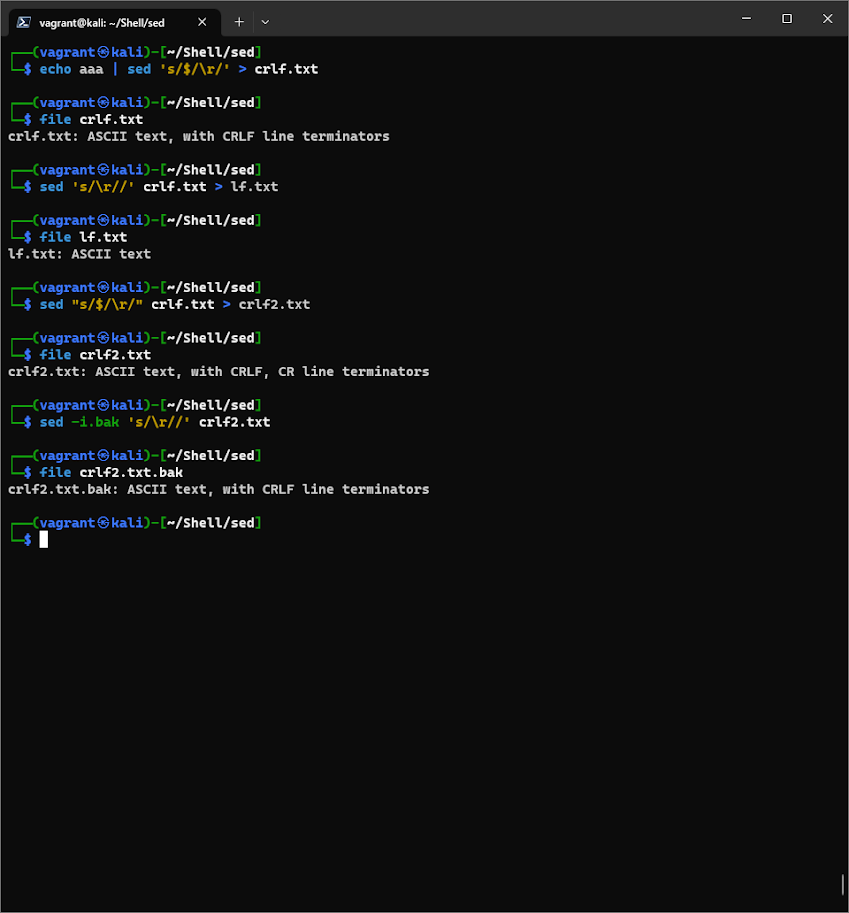 vagrant@kali: ~/Shell/sed
┌──(vagrant㉿kali)-[~/Shell/sed]
└─$ echo aaa | sed 's/$/\r/' > crlf.txt
┌──(vagrant㉿kali)-[~/Shell/sed]
└─$ file crlf.txt
crlf.txt: ASCII text, with CRLF line terminators
┌──(vagrant㉿kali)-[~/Shell/sed]
└─$ sed 's/\r//' crlf.txt > lf.txt
┌──(vagrant㉿kali)-[~/Shell/sed]
└─$ file lf.txt
lf.txt: ASCII text
┌──(vagrant㉿kali)-[~/Shell/sed]
└─$ sed "s/$/\r/" crlf.txt > crlf2.txt
┌──(vagrant㉿kali)-[~/Shell/sed]
└─$ file crlf2.txt
crlf2.txt: ASCII text, with CRLF, CR line terminators
┌──(vagrant㉿kali)-[~/Shell/sed]
└─$ sed -i.bak 's/\r//' crlf2.txt
┌──(vagrant㉿kali)-[~/Shell/sed]
└─$ file crlf2.txt.bak
crlf2.txt.bak: ASCII text, with CRLF line terminators
┌──(vagrant㉿kali)-[~/Shell/sed]
└─$